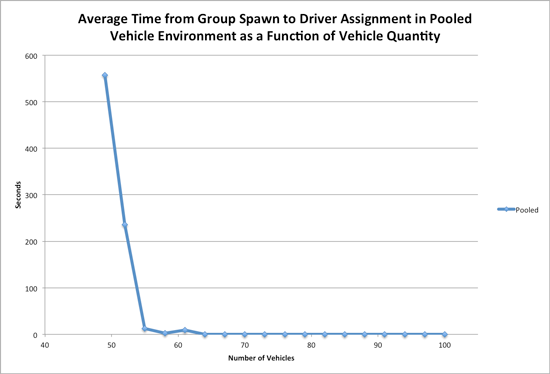 Average Time from Group Spawn to Driver Assignment in Pooled
Vehicle Environment as a Function of Vehicle Quantity
600
500
400
300
200
100
0
Seconds
40
50
60
70
80
90
100
Number of Vehicles
Pooled